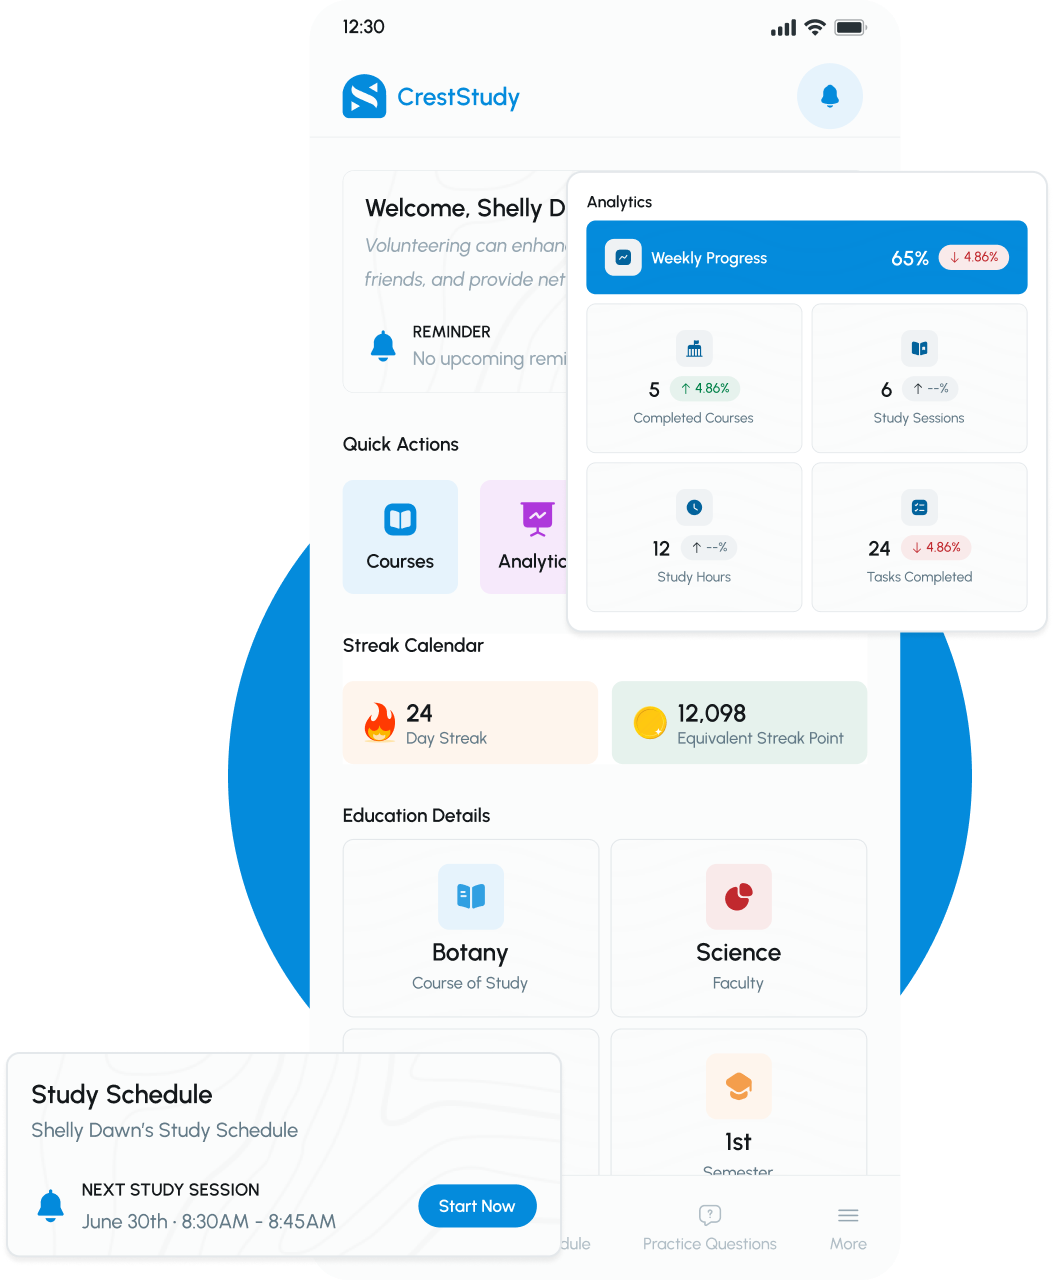 12:30
CrestStudy
Welcome, Shelly D
Volunteering can enhan
friends, and provide net
REMINDER
No upcoming remi
Analytics
Weekly Progress
65%
↓ 4.86%
5
↑ 4.86%
Completed Courses
6
↑ --%
Study Sessions
12
↑ --%
Study Hours
24
↓ 4.86%
Tasks Completed
Quick Actions
Courses
Analytic
Streak Calendar
24
Day Streak
12,098
Equivalent Streak Point
Education Details
Botany
Course of Study
Science
Faculty
1st
Semester
Study Schedule
Shelly Dawn's Study Schedule
NEXT STUDY SESSION
June 30th · 8:30AM - 8:45AM
Start Now
dule
Practice Questions
More